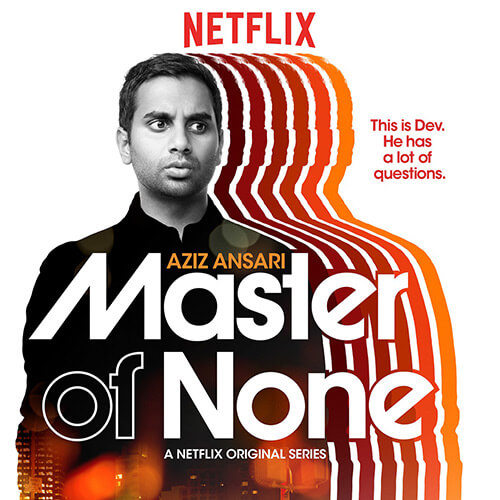 NETFLIX
This is Dev.
He has
a lot of
questions.
AZIZ ANSARI
Master
of None
A NETFLIX ORIGINAL SERIES